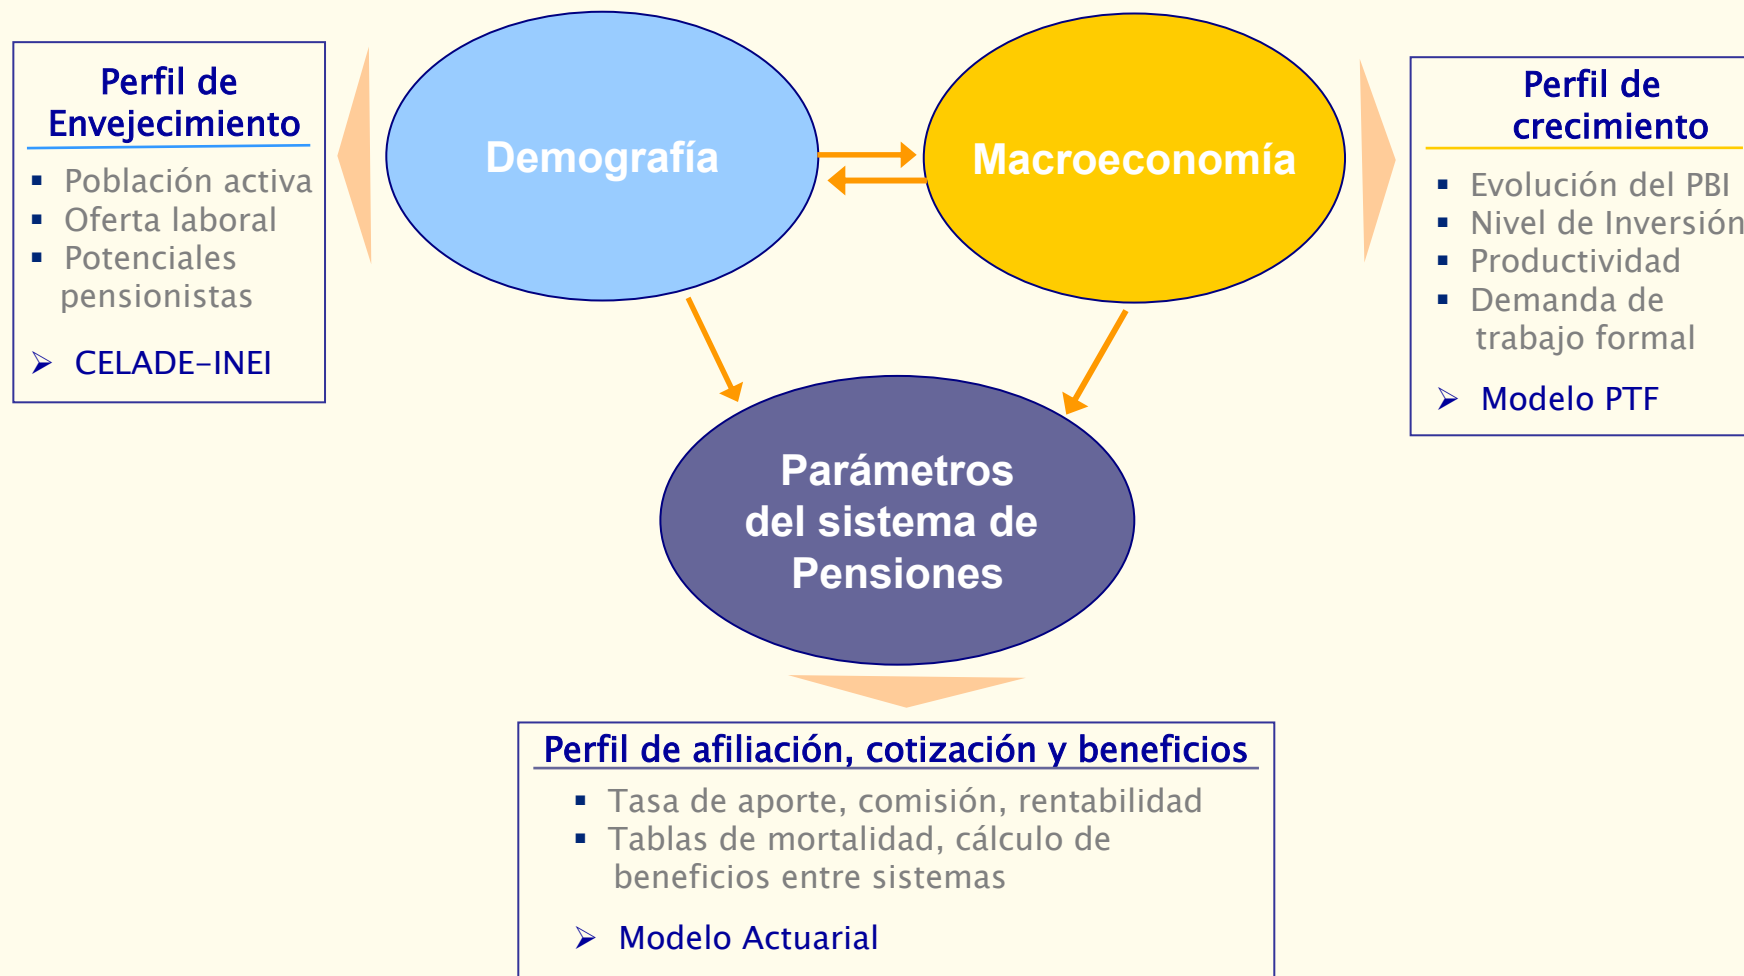 Perfil de
Envejecimiento
▪ Población activa
▪ Oferta laboral
▪ Potenciales
pensionistas
➢ CELADE-INEI
Demografía
Macroeconomía
Perfil de
crecimiento
▪ Evolución del PBI
▪ Nivel de Inversión
▪ Productividad
▪ Demanda de
trabajo formal
➢ Modelo PTF
Parámetros
del sistema de
Pensiones
Perfil de afiliación, cotización y beneficios
▪ Tasa de aporte, comisión, rentabilidad
▪ Tablas de mortalidad, cálculo de
beneficios entre sistemas
➢ Modelo Actuarial